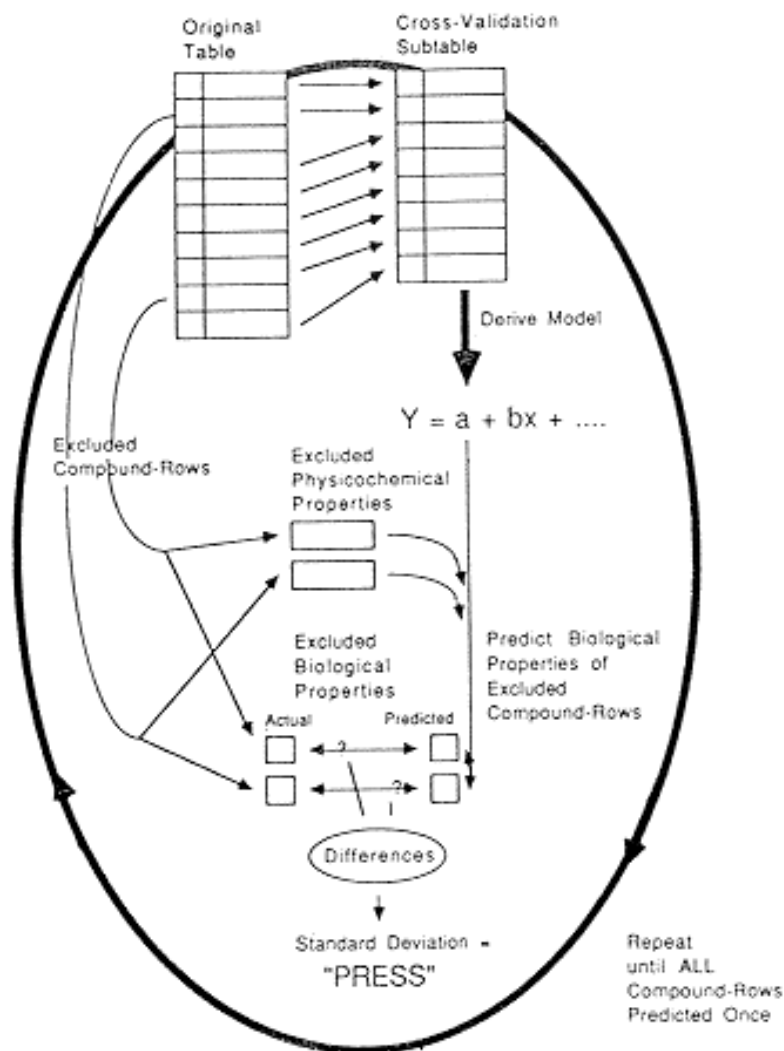 Original
Table
Cross-Validation
Subtable
Derive Model
Y = a + bx + ....
Excluded
Compound-Rows
Excluded
Physicochemical
Properties
Excluded
Biological
Properties
Predict Biological
Properties of
Excluded
Compound-Rows
Actual
Predicted
?
?
Differences
Standard Deviation =
"PRESS"
Repeat
until ALL
Compound-Rows
Predicted Once